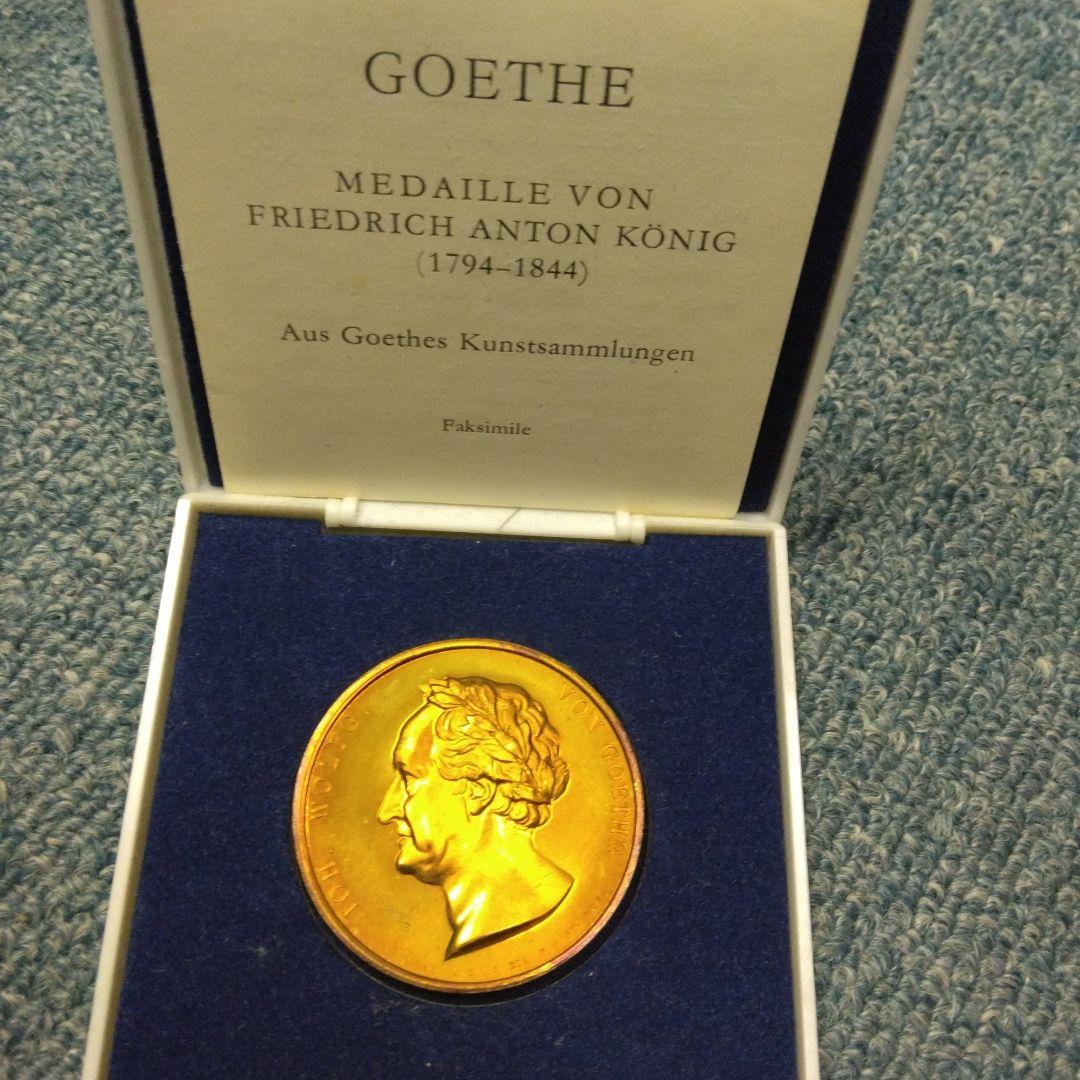 GOETHE
MEDAILLE VON
FRIEDRICH ANTON KÖNIG
(1794–1844)
Aus Goethes Kunstsammlungen
Faksimile
IOH. WOLFG. VON GOETHE